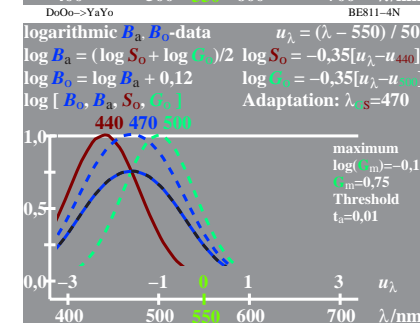 DoOo−>YaYo BE811−4N
logarithmic Ba, Bo-data uλ = (λ − 550) / 50
log Ba = (log So + log Go)/2 log So = −0,35[uλ−u440]
log Bo = log Ba + 0,12 log Go = −0,35[uλ−u500]
log [ Bo, Ba, So, Go ] Adaptation: λGS=470
440 470 500
1,0
maximum
log(Gm)=−0,1
Gm=0,75
Threshold
ta=0,01
0,5
0,0 −3 −1 0 1 3 uλ
400 500 550 600 700 λ/nm